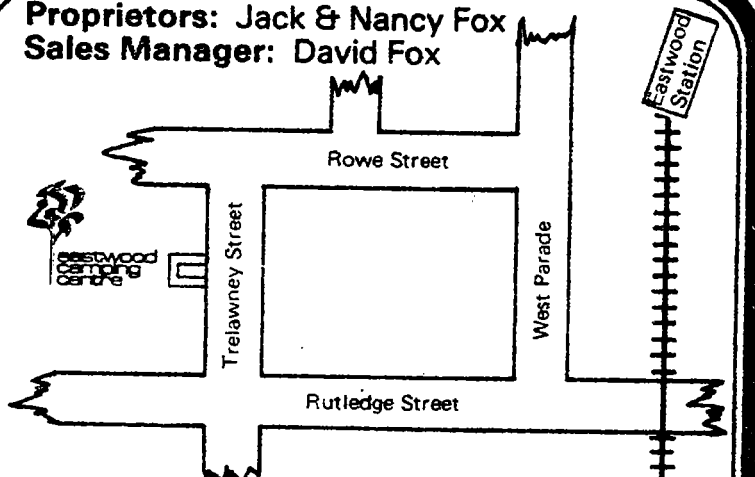 Proprietors: Jack & Nancy Fox
Sales Manager: David Fox
Eastwood
Station
Rowe Street
Trelawney Street
West Parade
eastwood
camping
centre
Rutledge Street